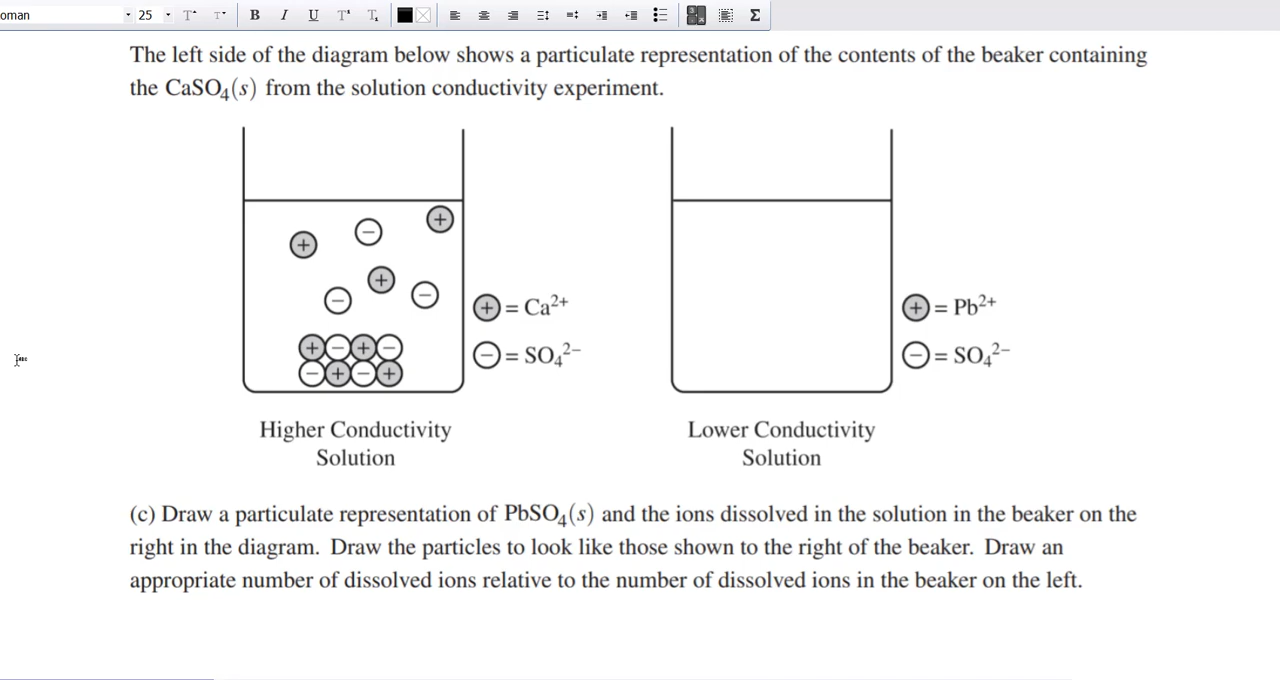 oman 25 T T B I U T T Σ
The left side of the diagram below shows a particulate representation of the contents of the beaker containing
the CaSO₄(s) from the solution conductivity experiment.
+ − +
+
− −
+ = Ca²⁺ + = Pb²⁺
+ − + −
− = SO₄²⁻ − = SO₄²⁻
− + − +
Higher Conductivity
Solution
Lower Conductivity
Solution
(c) Draw a particulate representation of PbSO₄(s) and the ions dissolved in the solution in the beaker on the
right in the diagram. Draw the particles to look like those shown to the right of the beaker. Draw an
appropriate number of dissolved ions relative to the number of dissolved ions in the beaker on the left.